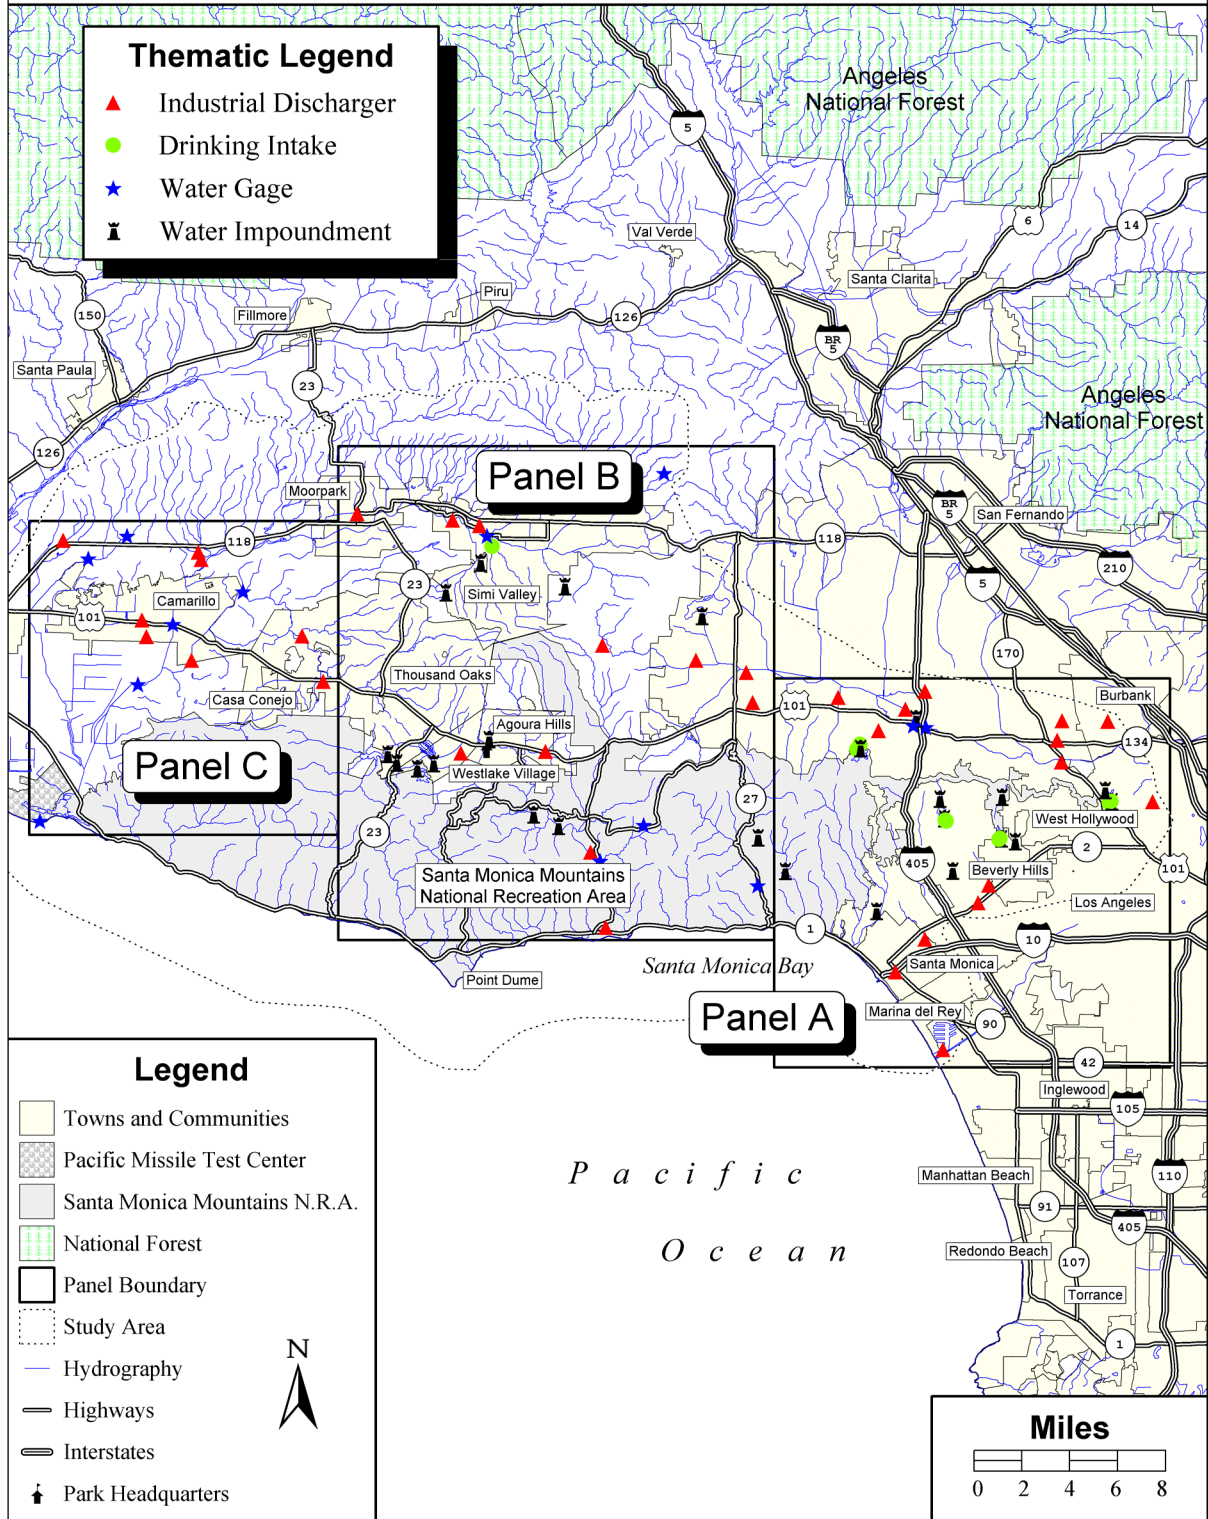 Thematic Legend
Industrial Discharger
Drinking Intake
Water Gage
Water Impoundment
Angeles
National Forest
5
6
14
Val Verde
Santa Clarita
Piru
126
Fillmore
150
BR
5
Santa Paula
23
Angeles
National Forest
126
Panel B
Moorpark
BR
5
San Fernando
118
118
210
5
23
Simi Valley
Camarillo
101
170
Thousand Oaks
Casa Conejo
Agoura Hills
101
Burbank
134
Panel C
Westlake Village
27
23
West Hollywood
2
405
101
Beverly Hills
Santa Monica Mountains
National Recreation Area
Los Angeles
1
10
Santa Monica Bay
Santa Monica
Point Dume
Panel A
Marina del Rey
90
42
Inglewood
105
Pacific
Ocean
Manhattan Beach
110
91
405
Redondo Beach
107
Torrance
1
Legend
Towns and Communities
Pacific Missile Test Center
Santa Monica Mountains N.R.A.
National Forest
Panel Boundary
Study Area
Hydrography
Highways
Interstates
Park Headquarters
N
Miles
0 2 4 6 8